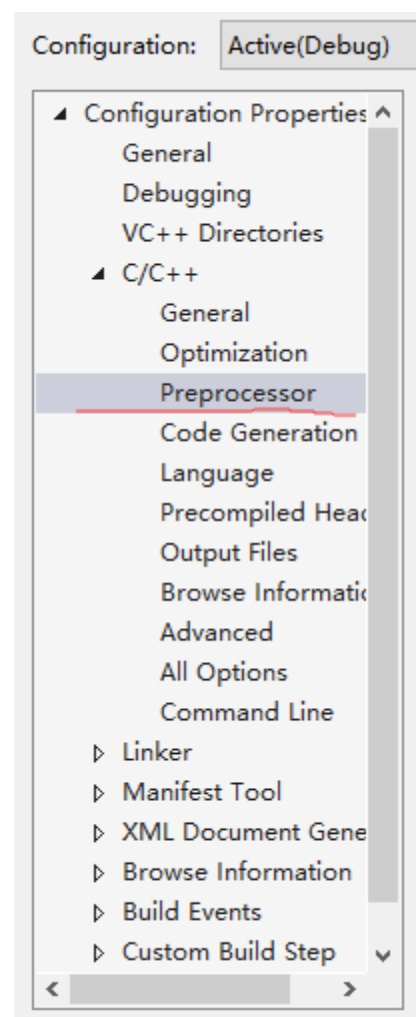 Configuration: Active(Debug)
Configuration Properties
General
Debugging
VC++ Directories
C/C++
General
Optimization
Preprocessor
Code Generation
Language
Precompiled Head
Output Files
Browse Informatio
Advanced
All Options
Command Line
Linker
Manifest Tool
XML Document Gene
Browse Information
Build Events
Custom Build Step